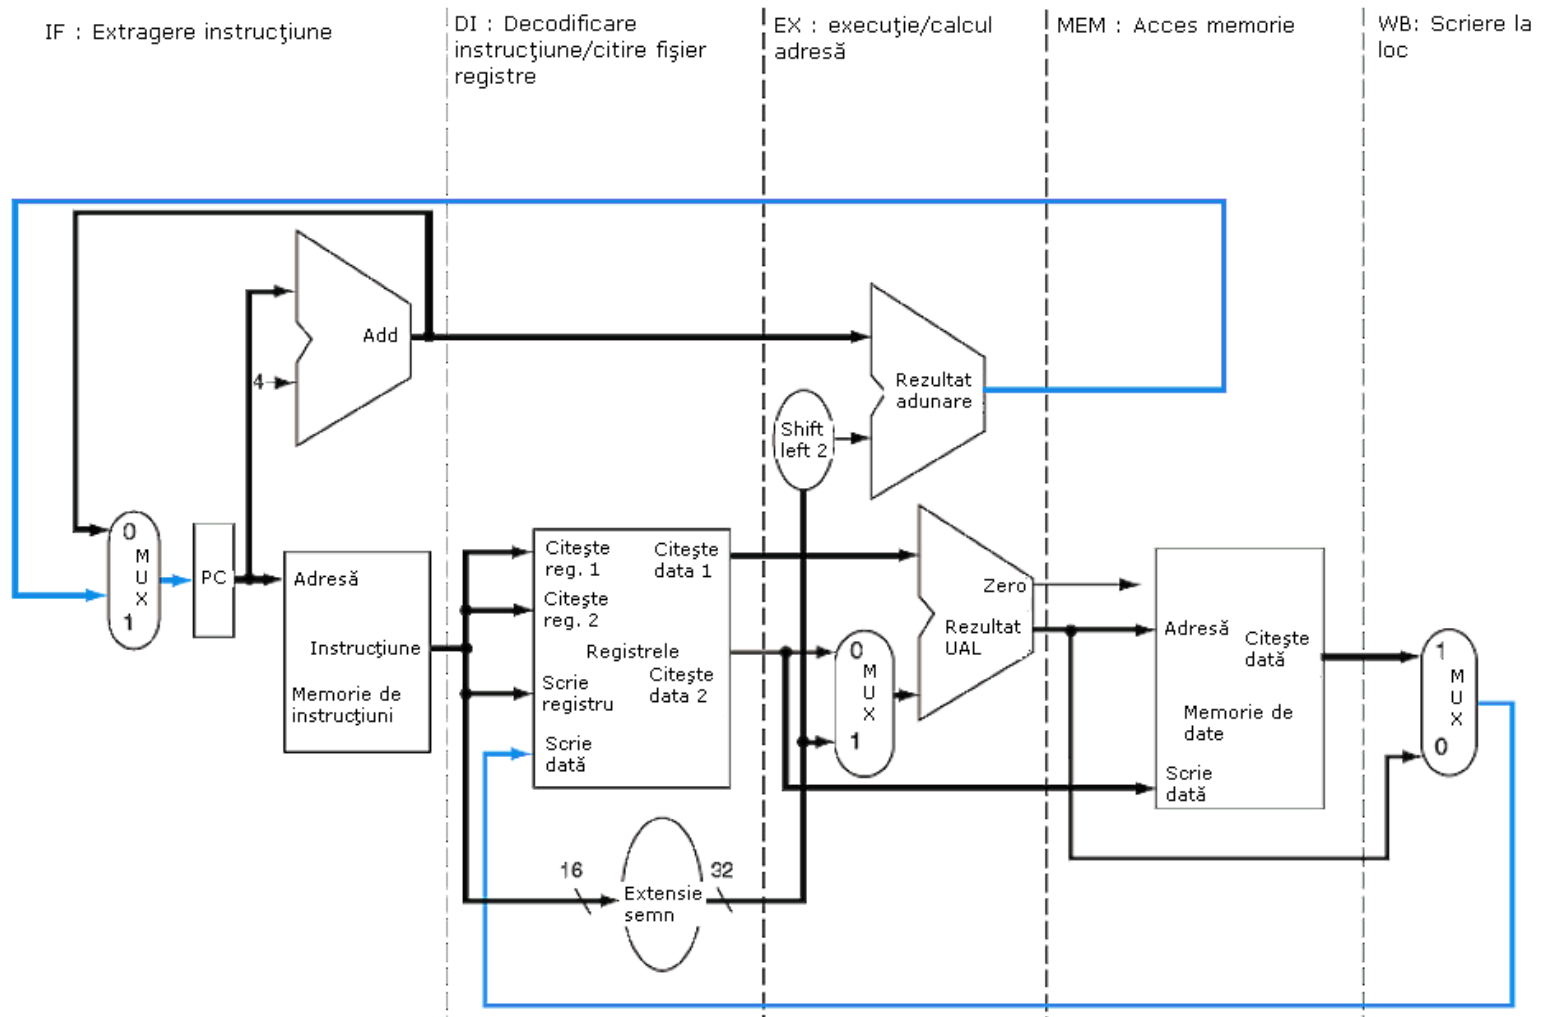 IF : Extragere instrucţiune
DI : Decodificare
instrucţiune/citire fişier
registre
EX : execuţie/calcul
adresă
MEM : Acces memorie
WB: Scriere la
loc
Add
4
Rezultat
adunare
Shift
left 2
0
M
U
X
1
PC
Adresă
Instrucţiune
Memorie de
instrucţiuni
Citeşte
reg. 1
Citeşte
reg. 2
Scrie
registru
Scrie
dată
Citeşte
data 1
Registrele
Citeşte
data 2
16
Extensie
semn
32
0
M
U
X
1
Zero
Rezultat
UAL
Adresă
Citeşte
dată
Memorie de
date
Scrie
dată
1
M
U
X
0